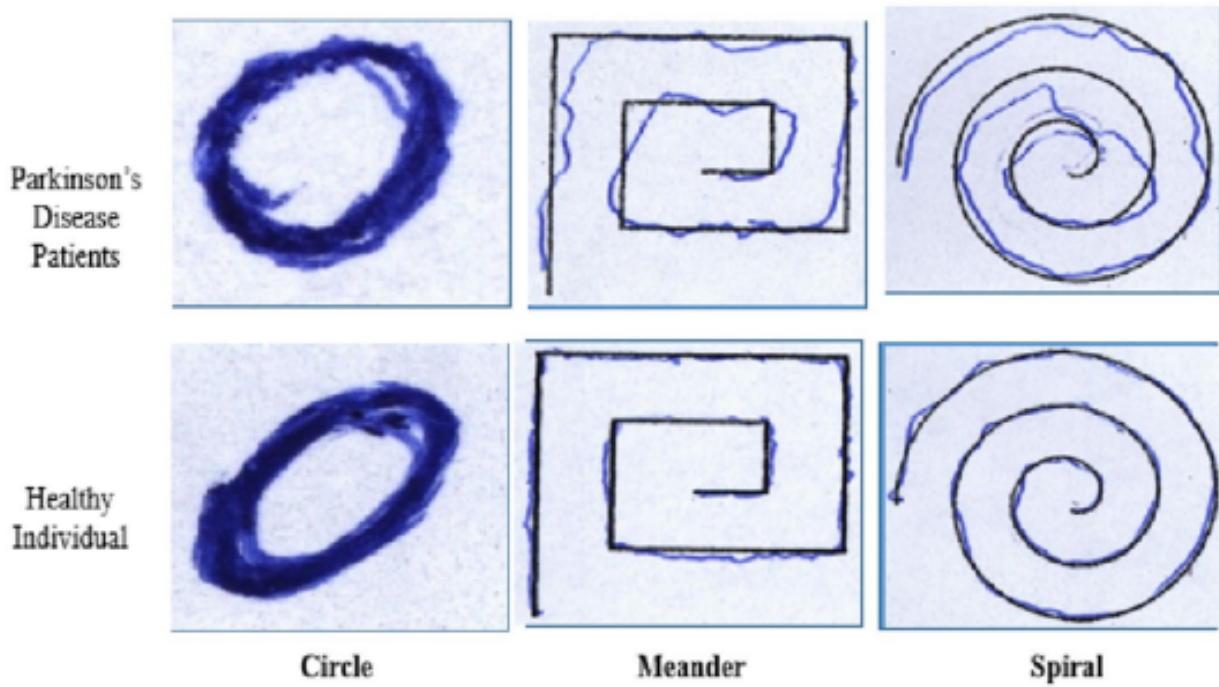 Parkinson's
Disease
Patients
Healthy
Individual
Circle
Meander
Spiral